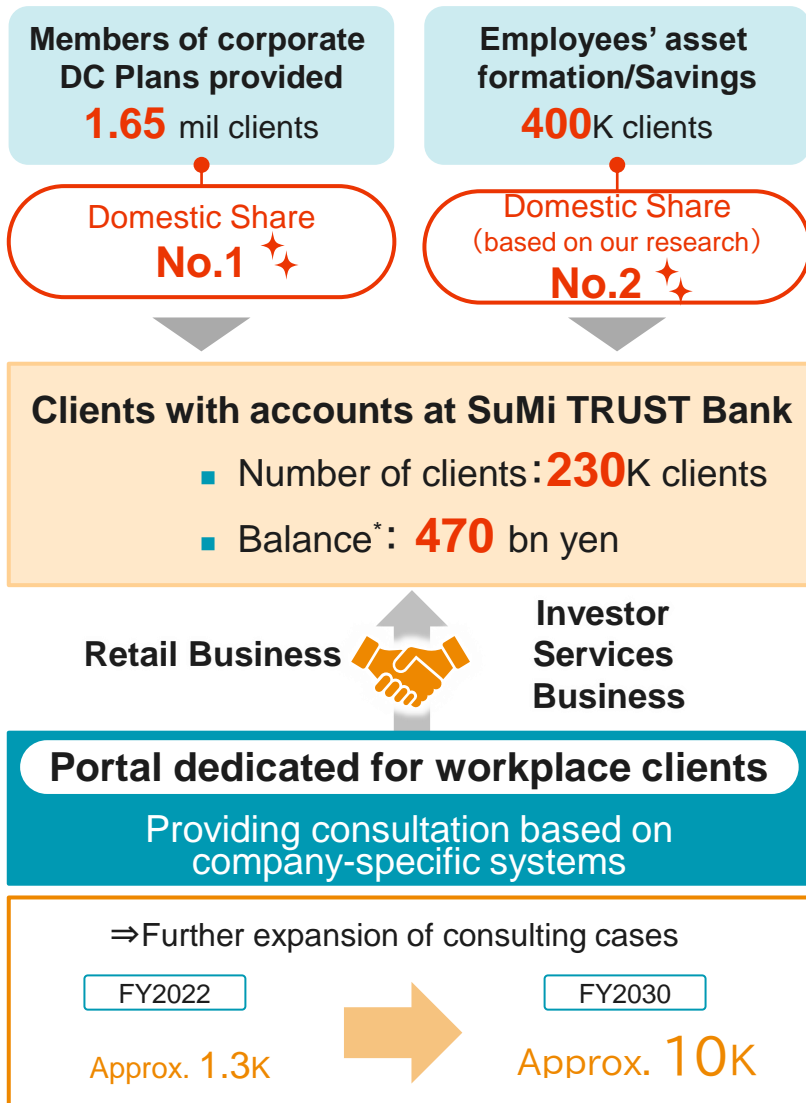 Members of corporate
DC Plans provided
1.65 mil clients
Employees’ asset
formation/Savings
400K clients
Domestic Share
No.1
Domestic Share
（based on our research）
No.2
Clients with accounts at SuMi TRUST Bank
■ Number of clients：230K clients
■ Balance*： 470 bn yen
Retail Business
Investor
Services
Business
Portal dedicated for workplace clients
Providing consultation based on
company-specific systems
⇒Further expansion of consulting cases
FY2022
FY2030
Approx. 1.3K
Approx. 10K